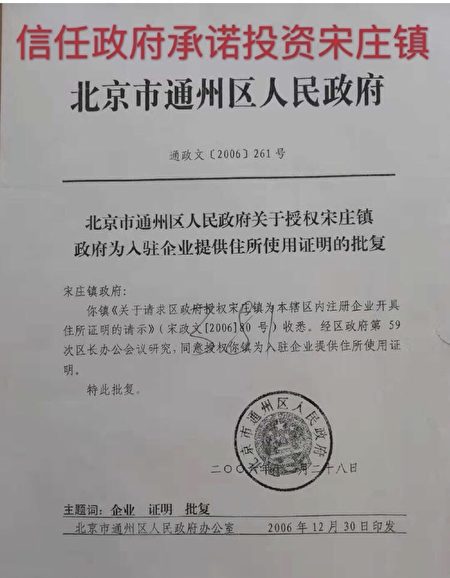 信任政府承诺投资宋庄镇
北京市通州区人民政府
通政文〔2006〕261号
北京市通州区人民政府关于授权宋庄镇
政府为入驻企业提供住所使用证明的批复
宋庄镇政府：
你镇《关于请求区政府授权宋庄镇为本辖区内注册企业开具
住所证明的请示》（宋政文[2006]80 号）收悉。经区政府第 59
次区长办公会议研究，同意授权你镇为入驻企业提供住所使用证
明。
特此批复。
北京市通州区人民政府
二〇〇六年十二月二十八日
主题词：企业 证明 批复
北京市通州区人民政府办公室 2006 年 12 月 30 日印发